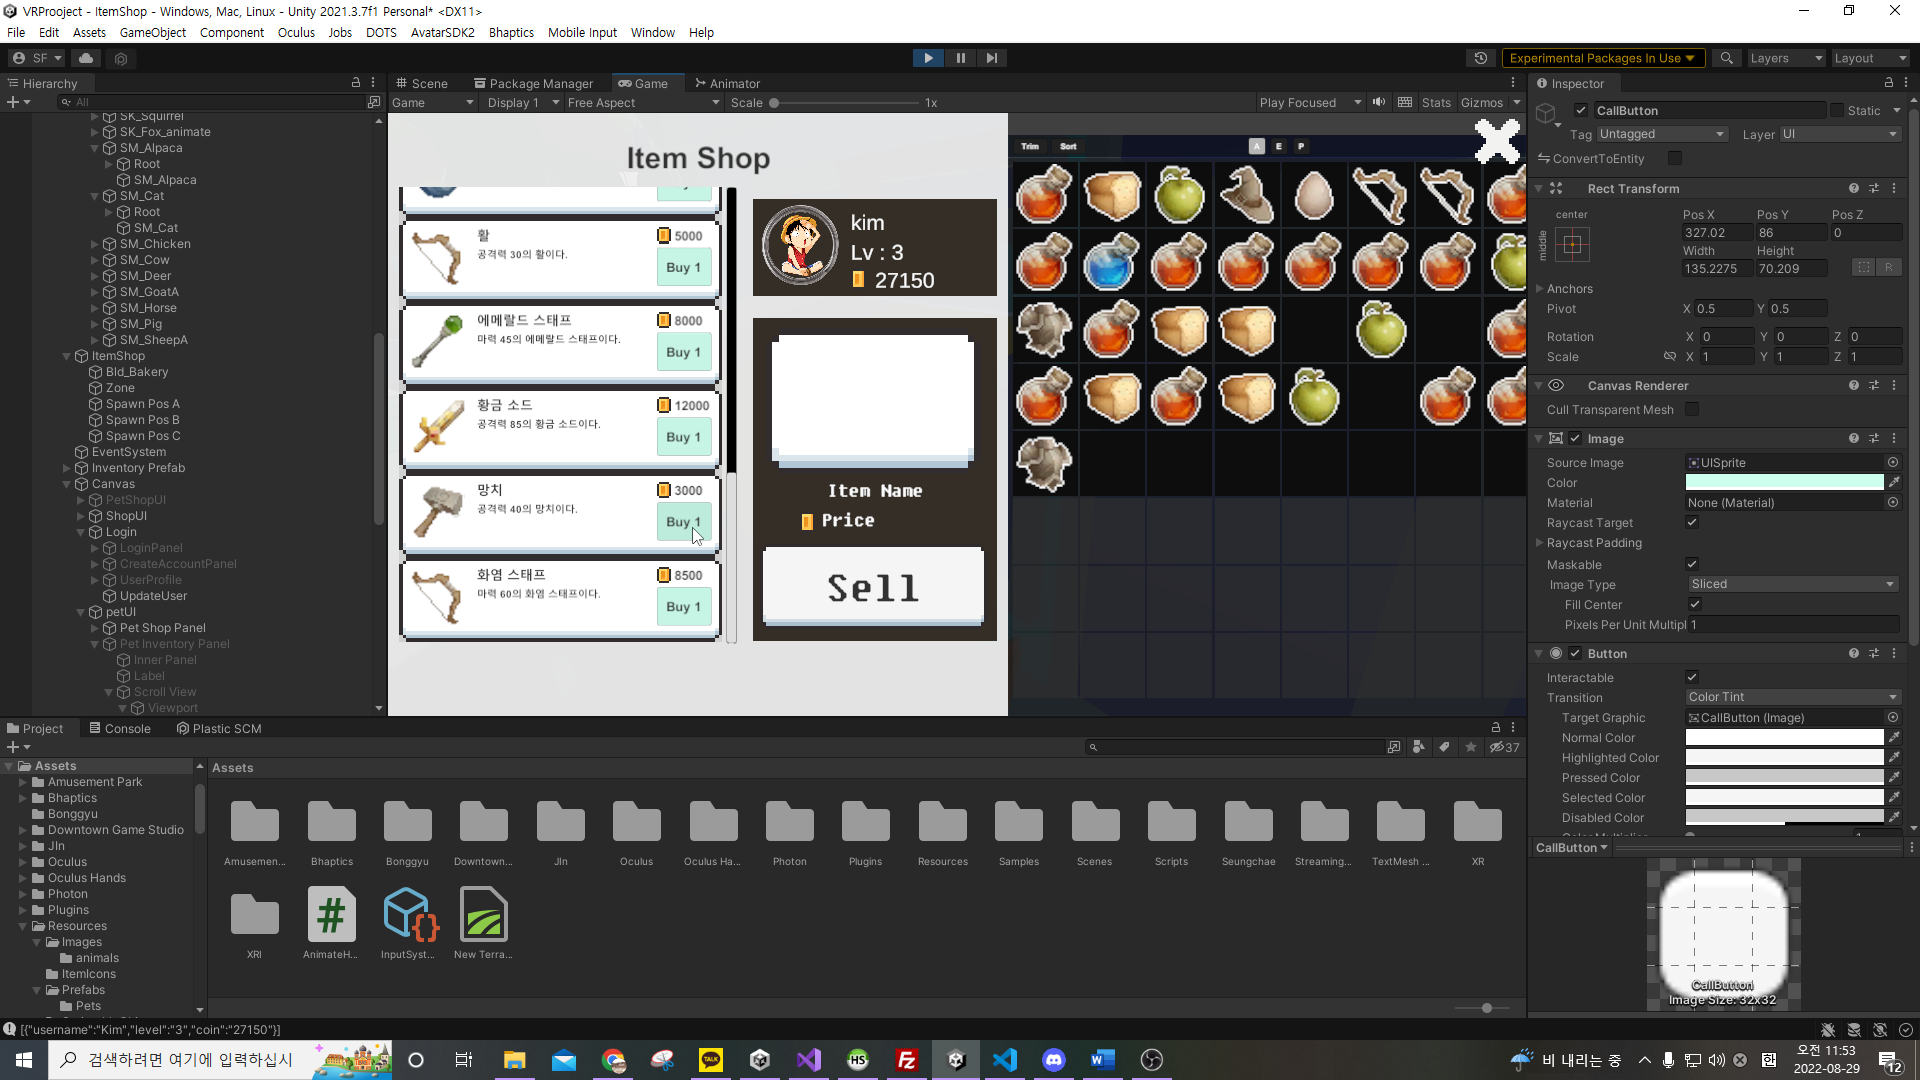 VRProoject - ItemShop - Windows, Mac, Linux - Unity 2021.3.7f1 Personal* <DX11>
File Edit Assets GameObject Component Oculus Jobs DOTS AvatarSDK2 Bhaptics Mobile Input Window Help
SF
Experimental Packages In Use
Layers
Layout
Hierarchy
All
SK_Squirrel
SK_Fox_animate
SM_Alpaca
Root
SM_Alpaca
SM_Cat
Root
SM_Cat
SM_Chicken
SM_Cow
SM_Deer
SM_GoatA
SM_Horse
SM_Pig
SM_SheepA
ItemShop
Bld_Bakery
Zone
Spawn Pos A
Spawn Pos B
Spawn Pos C
EventSystem
Inventory Prefab
Canvas
PetShopUI
ShopUI
Login
LoginPanel
CreateAccountPanel
UserProfile
UpdateUser
petUI
Pet Shop Panel
Pet Inventory Panel
Inner Panel
Label
Scroll View
Viewport
Scene
Package Manager
Game
Animator
Game
Display 1
Free Aspect
Scale
1x
Play Focused
Stats
Gizmos
Item Shop
활
5000
공격력 30의 활이다.
Buy 1
에메랄드 스태프
8000
마력 45의 에메랄드 스태프이다.
Buy 1
황금 소드
12000
공격력 85의 황금 소드이다.
Buy 1
망치
3000
공격력 40의 망치이다.
Buy 1
화염 스태프
8500
마력 60의 화염 스태프이다.
Buy 1
kim
Lv : 3
27150
Item Name
Price
Sell
Trim
Sort
A
E
P
Inspector
CallButton
Static
Tag Untagged
Layer UI
ConvertToEntity
Rect Transform
center
middle
Pos X Pos Y Pos Z
327.02 86 0
Width Height
135.2275 70.209
R
Anchors
Pivot X 0.5 Y 0.5
Rotation X 0 Y 0 Z 0
Scale X 1 Y 1 Z 1
Canvas Renderer
Cull Transparent Mesh
Image
Source Image UISprite
Color
Material None (Material)
Raycast Target
Raycast Padding
Maskable
Image Type Sliced
Fill Center
Pixels Per Unit Multipl 1
Button
Interactable
Transition Color Tint
Target Graphic CallButton (Image)
Normal Color
Highlighted Color
Pressed Color
Selected Color
Disabled Color
CallButton
CallButton
Image Size: 32x32
Project
Console
Plastic SCM
37
Assets
Amusement Park
Bhaptics
Bonggyu
Downtown Game Studio
JIn
Oculus
Oculus Hands
Photon
Plugins
Resources
Images
animals
ItemIcons
Prefabs
Pets
Assets
Amusemen...
Bhaptics
Bonggyu
Downtown...
JIn
Oculus
Oculus Ha...
Photon
Plugins
Resources
Samples
Scenes
Scripts
Seungchae
Streaming...
TextMesh ...
XR
XRI
AnimateH...
InputSyst...
New Terra...
[{"username":"Kim","level":"3","coin":"27150"}]
검색하려면 여기에 입력하십시
TALK
HS
비 내리는 중
오전 11:53
2022-08-29
12